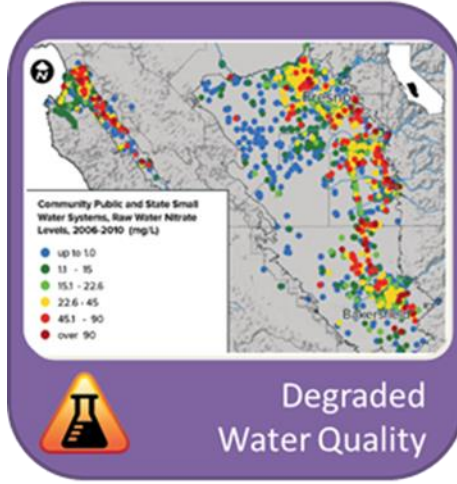 Fresno
Community Public and State Small
Water Systems, Raw Water Nitrate
Levels, 2006-2010 (mg/L)
up to 1.0
1.1 - 15
15.1 - 22.6
22.6 - 45
45.1 - 90
over 90
Bakersfield
Degraded
Water Quality